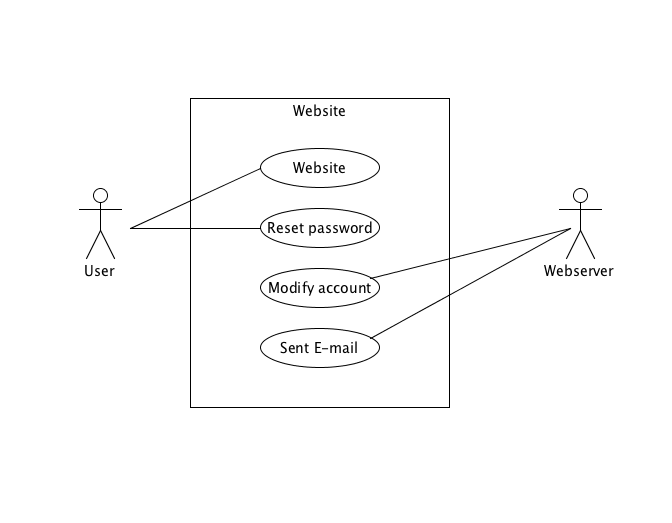 Website
Website
Reset password
Modify account
Sent E-mail
User
Webserver